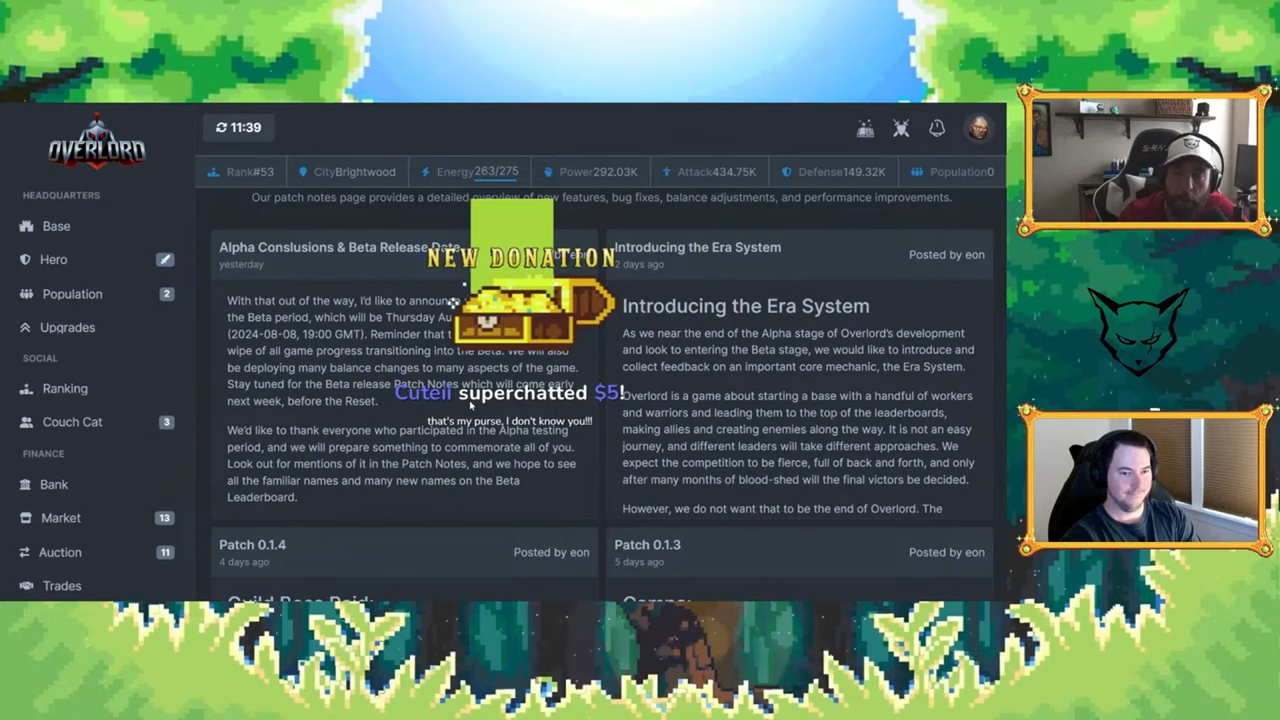 OVERLORD
11:39
Rank#53
CityBrightwood
Energy263/275
Power292.03K
Attack434.75K
Defense149.32K
Population0
HEADQUARTERS
Base
Hero
Population 2
Upgrades
SOCIAL
Ranking
Couch Cat 3
FINANCE
Bank
Market 13
Auction 11
Trades
Our patch notes page provides a detailed overview of new features, bug fixes, balance adjustments, and performance improvements.
Alpha Conslusions & Beta Release Date
yesterday
With that out of the way, I'd like to announce
the Beta period, which will be Thursday Au
(2024-08-08, 19:00 GMT). Reminder that t
wipe of all game progress transitioning into the Beta. We will also
be deploying many balance changes to many aspects of the game.
Stay tuned for the Beta release Patch Notes which will come early
next week, before the Reset.
We'd like to thank everyone who participated in the Alpha testing
period, and we will prepare something to commemorate all of you.
Look out for mentions of it in the Patch Notes, and we hope to see
all the familiar names and many new names on the Beta
Leaderboard.
NEW DONATION
Cuteii superchatted $5!
that's my purse, I don't know you!!!
Introducing the Era System
2 days ago
Posted by eon
Introducing the Era System
As we near the end of the Alpha stage of Overlord's development
and look to entering the Beta stage, we would like to introduce and
collect feedback on an important core mechanic, the Era System.
Overlord is a game about starting a base with a handful of workers
and warriors and leading them to the top of the leaderboards,
making allies and creating enemies along the way. It is not an easy
journey, and different leaders will take different approaches. We
expect the competition to be fierce, full of back and forth, and only
after many months of blood-shed will the final victors be decided.
However, we do not want that to be the end of Overlord. The
Patch 0.1.4
4 days ago
Posted by eon
Guild Boss Raid:
Patch 0.1.3
5 days ago
Posted by eon